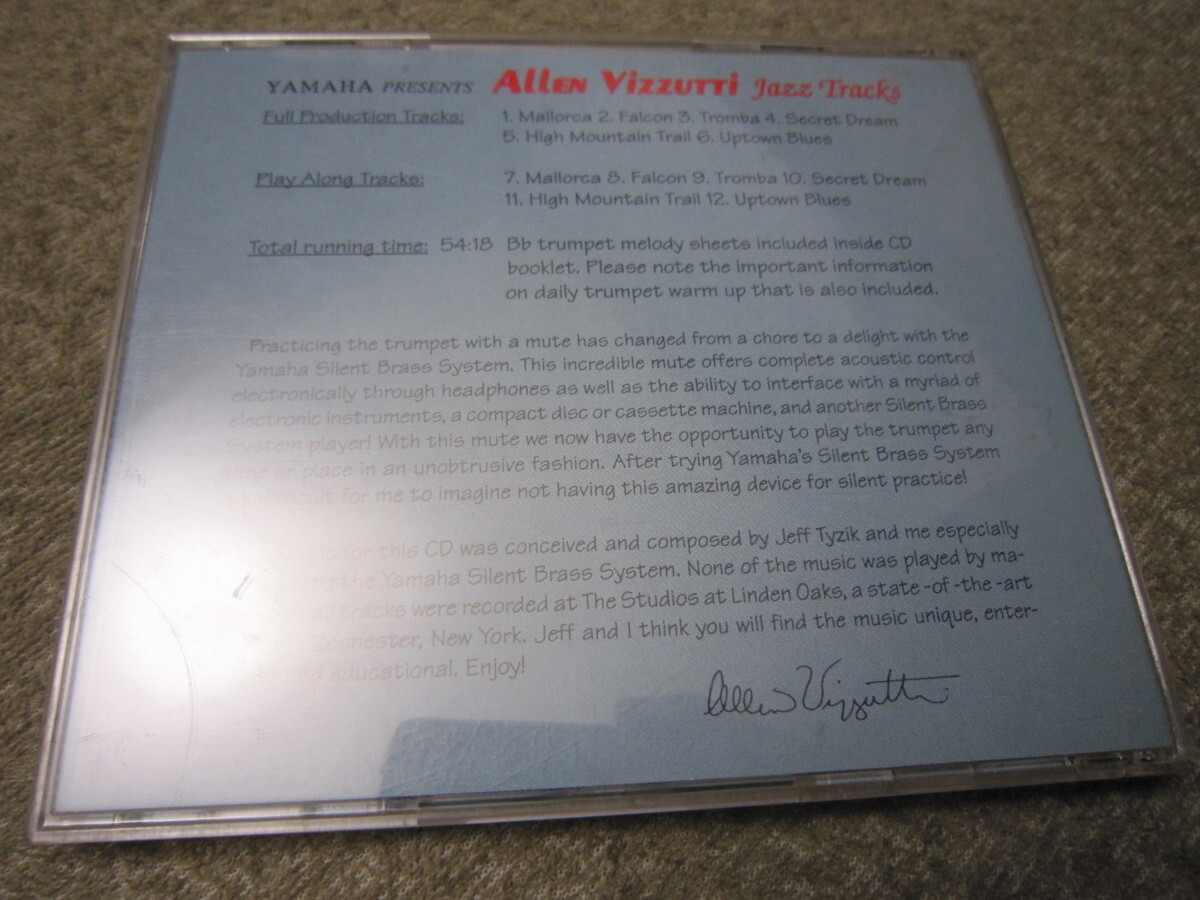 YAMAHA PRESENTS ALLEN VIZZUTTI Jazz Tracks
Full Production Tracks: 1. Mallorca 2. Falcon 3. Tromba 4. Secret Dream
5. High Mountain Trail 6. Uptown Blues
Play Along Tracks: 7. Mallorca 8. Falcon 9. Tromba 10. Secret Dream
11. High Mountain Trail 12. Uptown Blues
Total running time: 54:18 Bb trumpet melody sheets included inside CD
booklet. Please note the important information
on daily trumpet warm up that is also included.
Practicing the trumpet with a mute has changed from a chore to a delight with the
Yamaha Silent Brass System. This incredible mute offers complete acoustic control
electronically through headphones as well as the ability to interface with a myriad of
electronic instruments, a compact disc or cassette machine, and another Silent Brass
System player! With this mute we now have the opportunity to play the trumpet any
time or place in an unobtrusive fashion. After trying Yamaha's Silent Brass System
for me to imagine not having this amazing device for silent practice!
for this CD was conceived and composed by Jeff Tyzik and me especially
the Yamaha Silent Brass System. None of the music was played by ma-
tracks were recorded at The Studios at Linden Oaks, a state-of-the-art
Rochester, New York. Jeff and I think you will find the music unique, enter-
and educational. Enjoy!
Allen Vizzutti